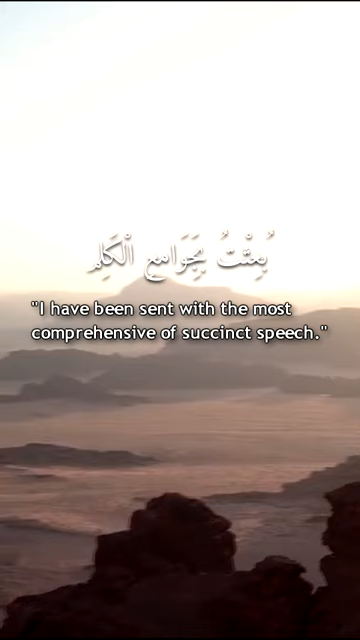 بُعِثْتُ بِجَوَامِعِ الْكَلِمِ
"I have been sent with the most
comprehensive of succinct speech."